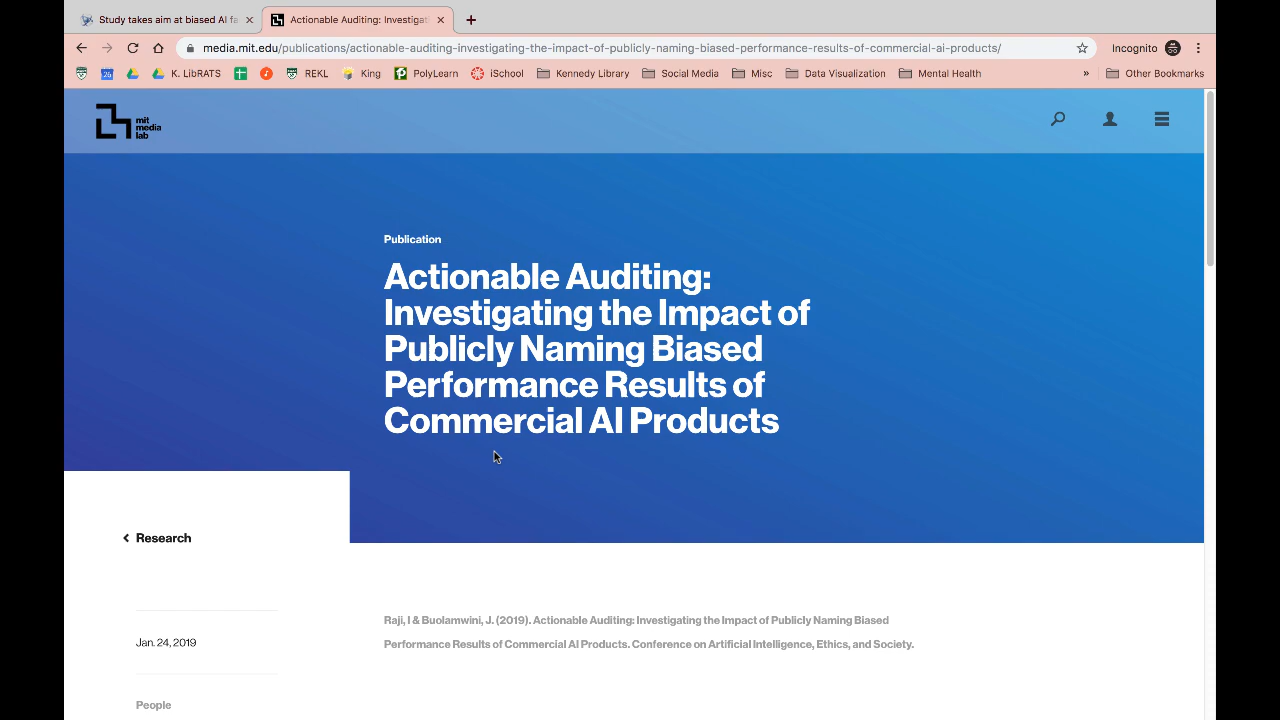 Study takes aim at biased AI fa
Actionable Auditing: Investigat
media.mit.edu/publications/actionable-auditing-investigating-the-impact-of-publicly-naming-biased-performance-results-of-commercial-ai-products/
Incognito
26
K. LibRATS
REKL
King
PolyLearn
iSchool
Kennedy Library
Social Media
Misc
Data Visualization
Mental Health
»
Other Bookmarks
mit
media
lab
Publication
Actionable Auditing:
Investigating the Impact of
Publicly Naming Biased
Performance Results of
Commercial AI Products
Research
Raji, I & Buolamwini, J. (2019). Actionable Auditing: Investigating the Impact of Publicly Naming Biased
Performance Results of Commercial AI Products. Conference on Artificial Intelligence, Ethics, and Society.
Jan. 24, 2019
People